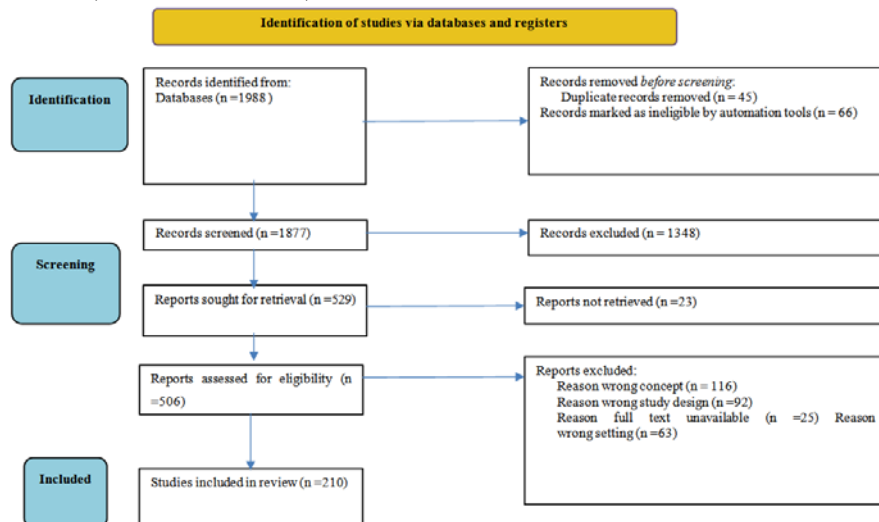 Identification of studies via databases and registers
Identification
Records identified from:
Databases (n =1988 )
Records removed before screening:
Duplicate records removed (n = 45)
Records marked as ineligible by automation tools (n = 66)
Screening
Records screened (n =1877)
Records excluded (n = 1348)
Reports sought for retrieval (n =529)
Reports not retrieved (n =23)
Reports assessed for eligibility (n
=506)
Reports excluded:
Reason wrong concept (n = 116)
Reason wrong study design (n =92)
Reason full text unavailable (n =25) Reason
wrong setting (n =63)
Included
Studies included in review (n =210)